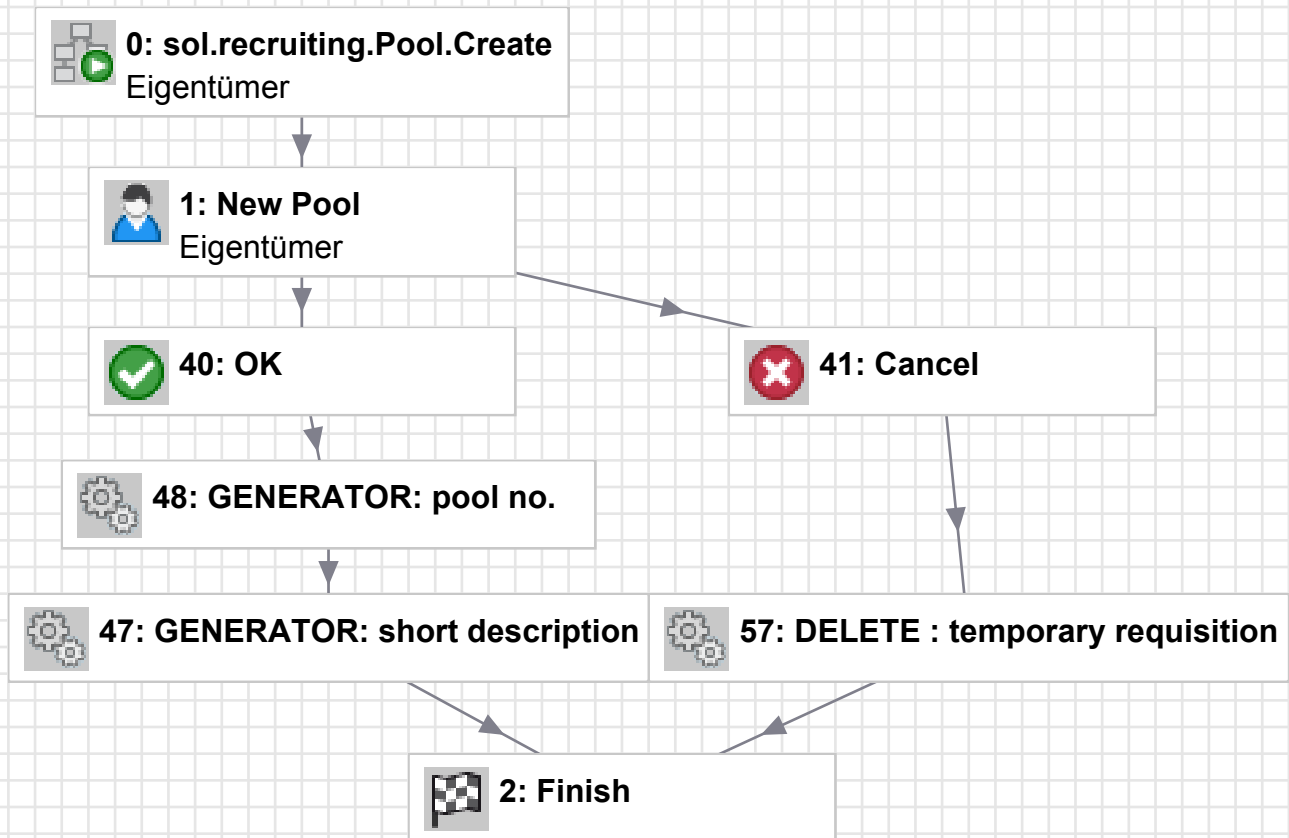 0: sol.recruiting.Pool.Create
Eigentümer
1: New Pool
Eigentümer
40: OK
41: Cancel
48: GENERATOR: pool no.
47: GENERATOR: short description
57: DELETE : temporary requisition
2: Finish